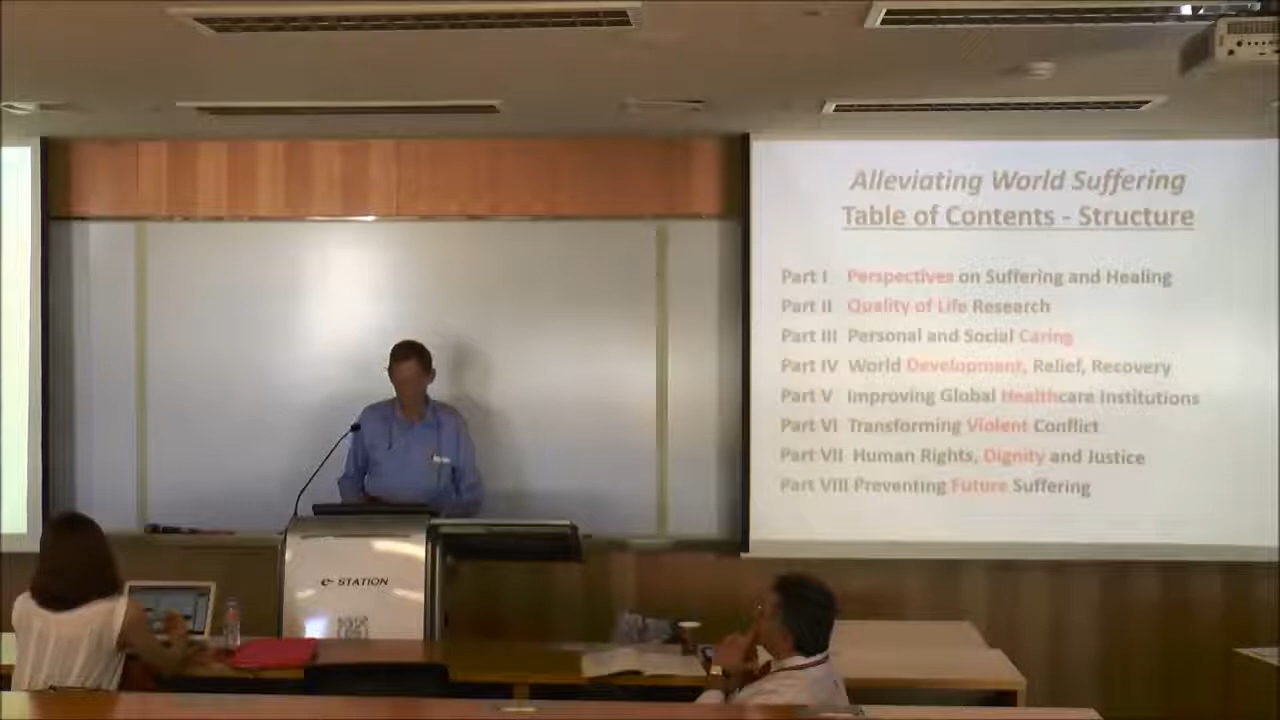 Alleviating World Suffering
Table of Contents - Structure
Part I Perspectives on Suffering and Healing
Part II Quality of Life Research
Part III Personal and Social Caring
Part IV World Development, Relief, Recovery
Part V Improving Global Healthcare Institutions
Part VI Transforming Violent Conflict
Part VII Human Rights, Dignity and Justice
Part VIII Preventing Future Suffering
e-STATION